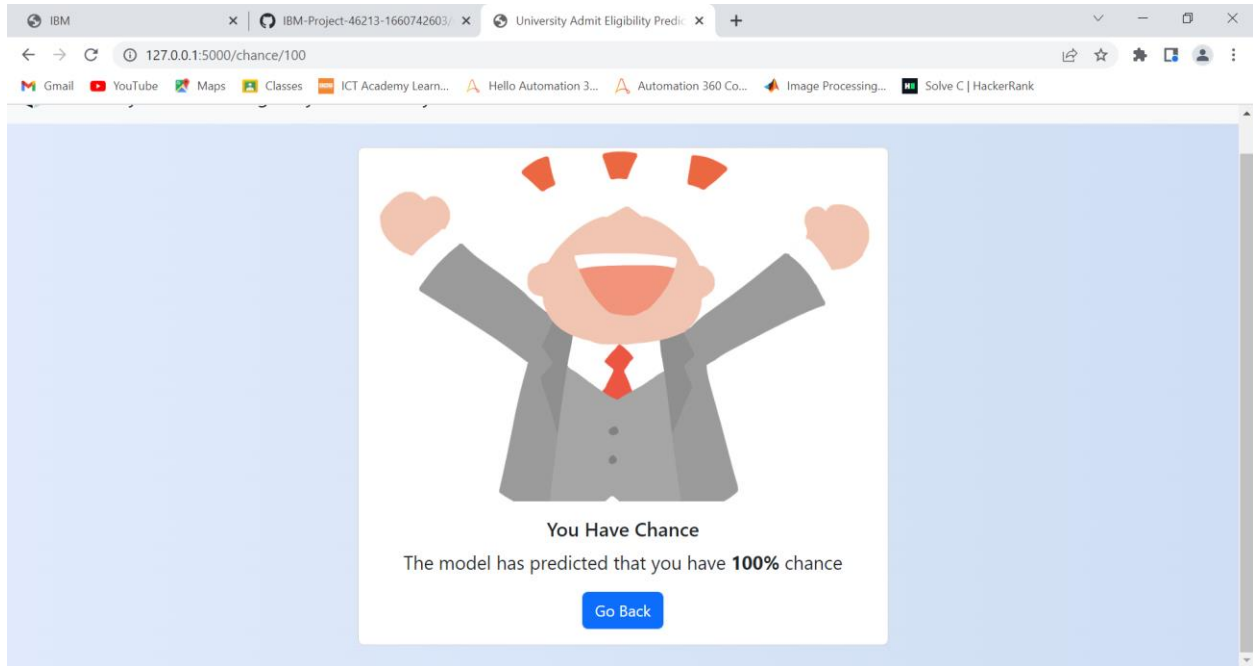 IBM
IBM-Project-46213-1660742603/
University Admit Eligibility Predic
127.0.0.1:5000/chance/100
Gmail YouTube Maps Classes ICT Academy Learn... Hello Automation 3... Automation 360 Co... Image Processing... Solve C | HackerRank
You Have Chance
The model has predicted that you have 100% chance
Go Back